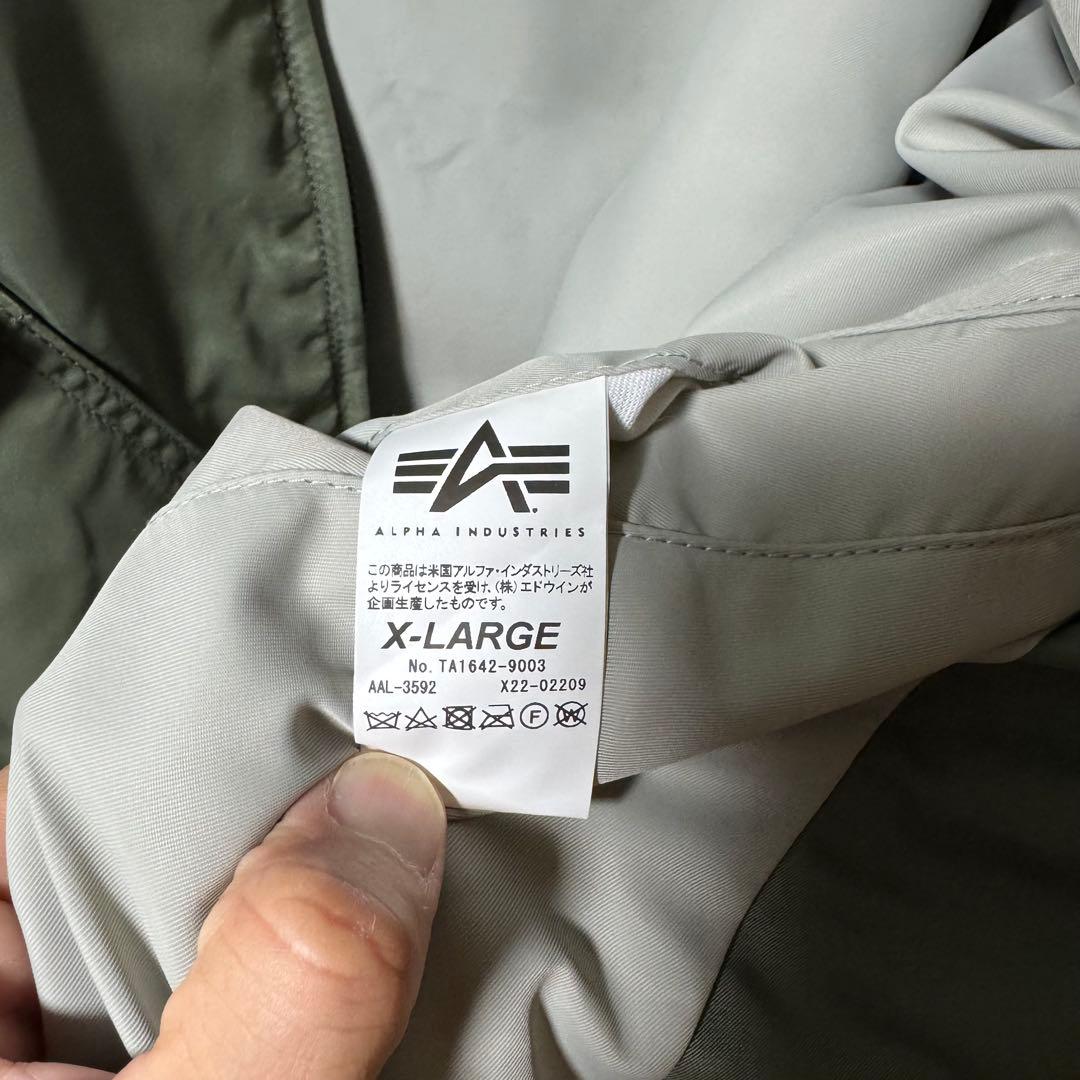 ALPHA INDUSTRIES
この商品は米国アルファ・インダストリーズ社
よりライセンスを受け、(株)エドウインが
企画生産したものです。
X-LARGE
No. TA1642-9003
AAL-3592 X22-02209
F W